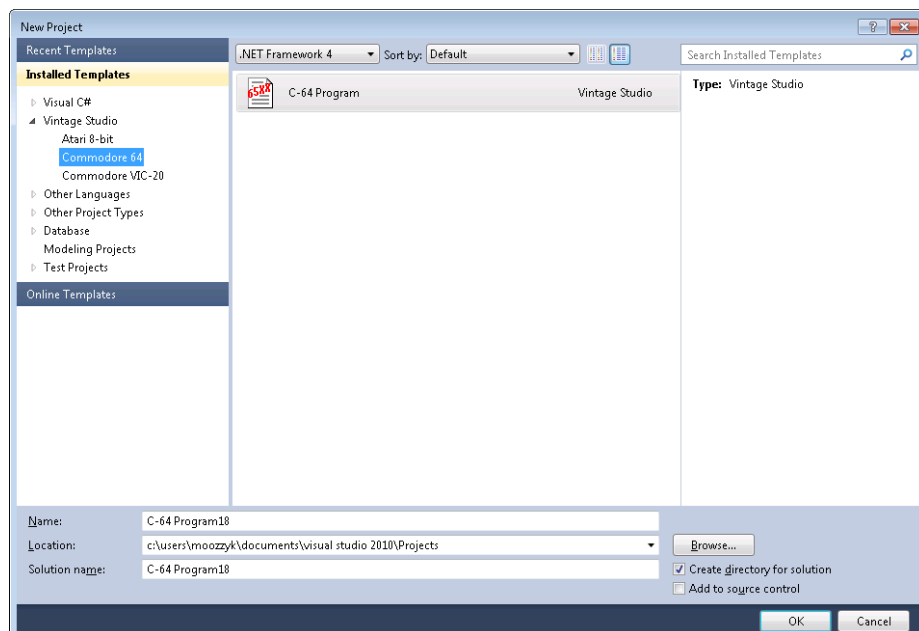 New Project
Recent Templates
Installed Templates
Visual C#
Vintage Studio
Atari 8-bit
Commodore 64
Commodore VIC-20
Other Languages
Other Project Types
Database
Modeling Projects
Test Projects
Online Templates
.NET Framework 4
Sort by: Default
65XX
C-64 Program
Vintage Studio
Search Installed Templates
Type: Vintage Studio
Name:
C-64 Program18
Location:
c:\users\moozzyk\documents\visual studio 2010\Projects
Browse...
Solution name:
C-64 Program18
Create directory for solution
Add to source control
OK
Cancel